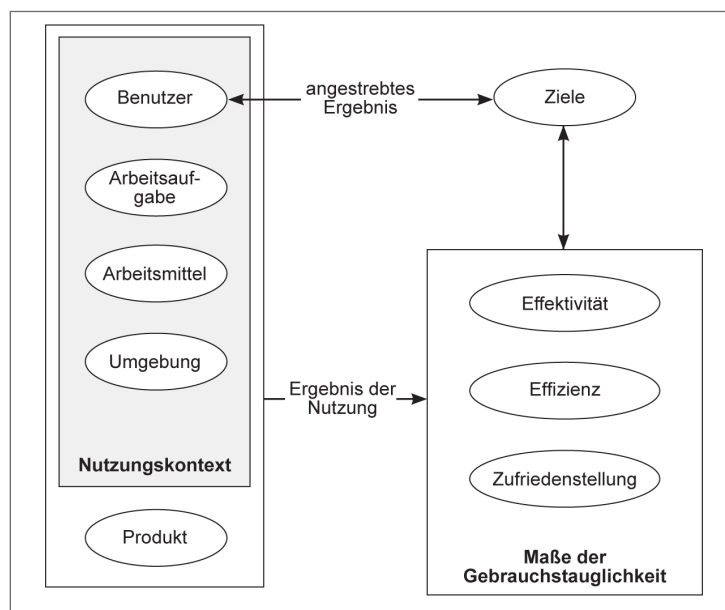 Benutzer
angestrebtes
Ergebnis
Ziele
Arbeitsauf-
gabe
Arbeitsmittel
Umgebung
Nutzungskontext
Produkt
Ergebnis der
Nutzung
Effektivität
Effizienz
Zufriedenstellung
Maße der
Gebrauchstauglichkeit